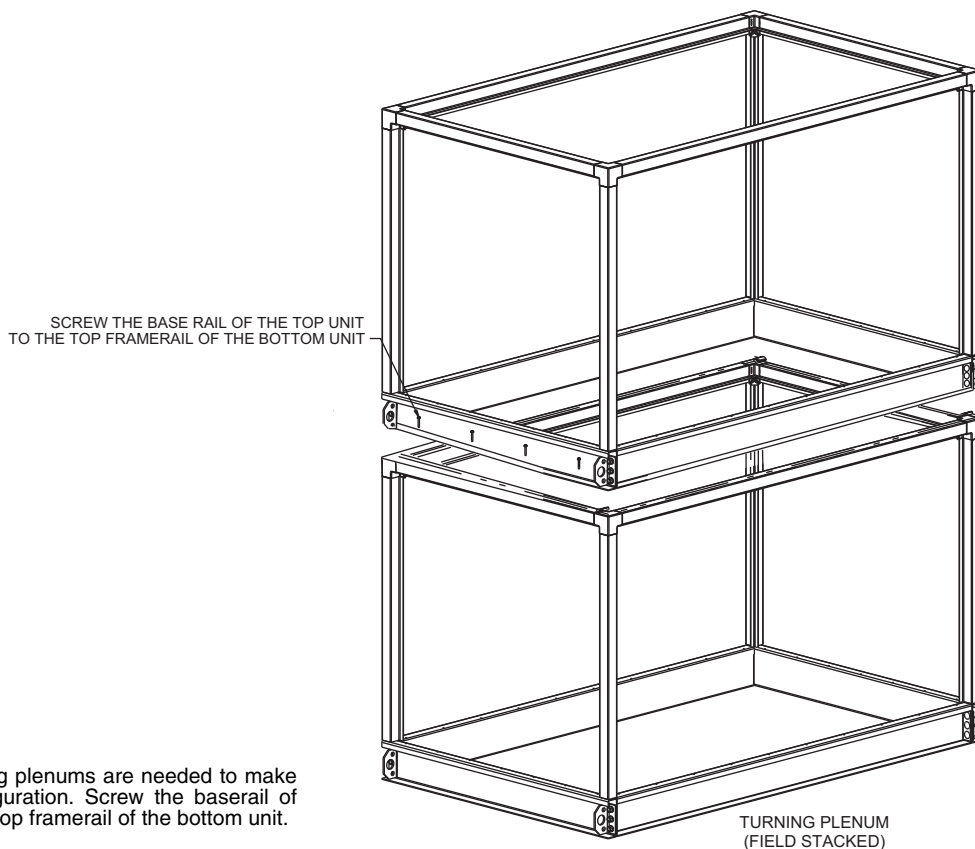 SCREW THE BASE RAIL OF THE TOP UNIT
TO THE TOP FRAMERAIL OF THE BOTTOM UNIT
g plenums are needed to make
guration. Screw the baserail of
op framerail of the bottom unit.
TURNING PLENUM
(FIELD STACKED)